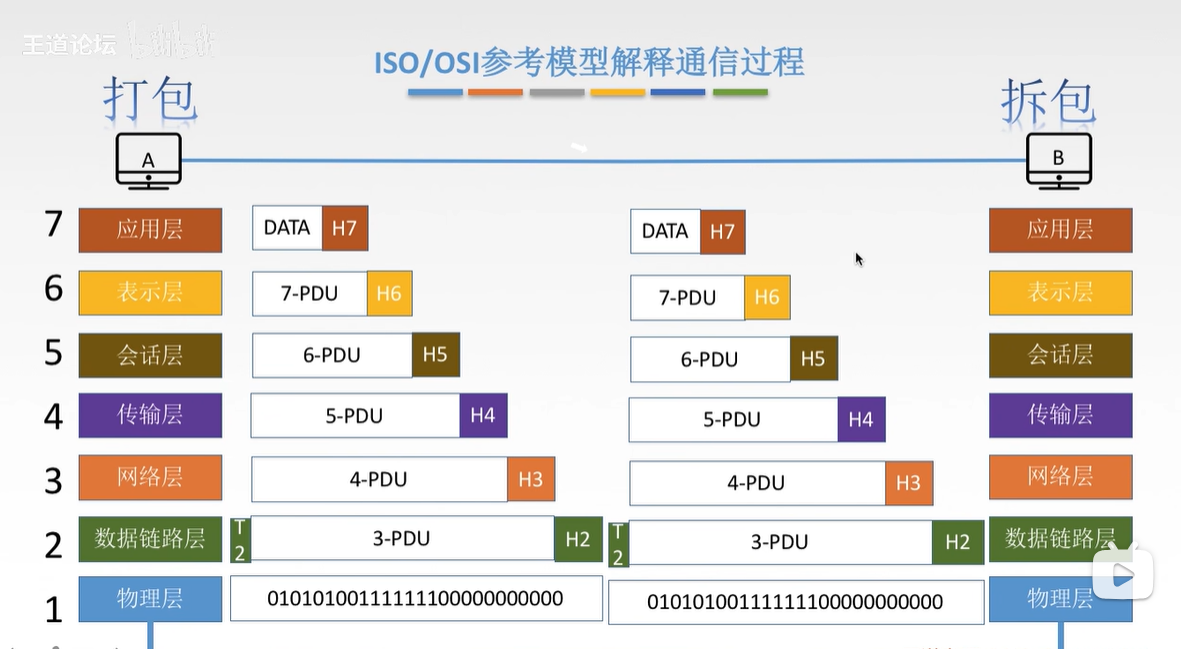 王道论坛 bilibili
ISO/OSI参考模型解释通信过程
打包
拆包
A
B
7 应用层 DATA H7 DATA H7 应用层
6 表示层 7-PDU H6 7-PDU H6 表示层
5 会话层 6-PDU H5 6-PDU H5 会话层
4 传输层 5-PDU H4 5-PDU H4 传输层
3 网络层 4-PDU H3 4-PDU H3 网络层
2 数据链路层 T2 3-PDU H2 T2 3-PDU H2 数据链路层
1 物理层 010101001111111100000000000 010101001111111100000000000 物理层